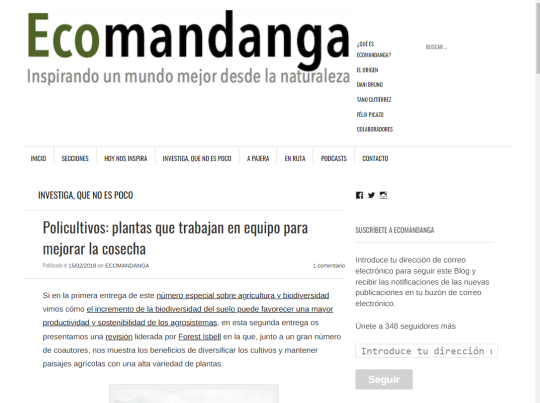 Ecomandanga
Inspirando un mundo mejor desde la naturaleza
¿QUÉ ES
ECOMANDANGA?
EL ORIGEN
DANI BRUNO
TANO GUTIÉRREZ
FÉLIX PICAZO
COLABORADORES
BUSCAR …
INICIO
SECCIONES
HOY NOS INSPIRA
INVESTIGA, QUE NO ES POCO
A PAJERA
EN RUTA
PODCASTS
CONTACTO
INVESTIGA, QUE NO ES POCO
Policultivos: plantas que trabajan en equipo para
mejorar la cosecha
Publicado el 15/02/2018 por ECOMANDANGA
1 comentario
Si en la primera entrega de este número especial sobre agricultura y biodiversidad
vimos cómo el incremento de la biodiversidad del suelo puede favorecer una mayor
productividad y sostenibilidad de los agrosistemas, en esta segunda entrega os
presentamos una revisión liderada por Forest Isbell en la que, junto a un gran número
de coautores, nos muestra los beneficios de diversificar los cultivos y mantener
paisajes agrícolas con una alta variedad de plantas.
SUSCRÍBETE A ECOMANDANGA
Introduce tu dirección de correo
electrónico para seguir este Blog y
recibir las notificaciones de las nuevas
publicaciones en tu buzón de correo
electrónico.
Únete a 348 seguidores más
Introduce tu dirección
Seguir